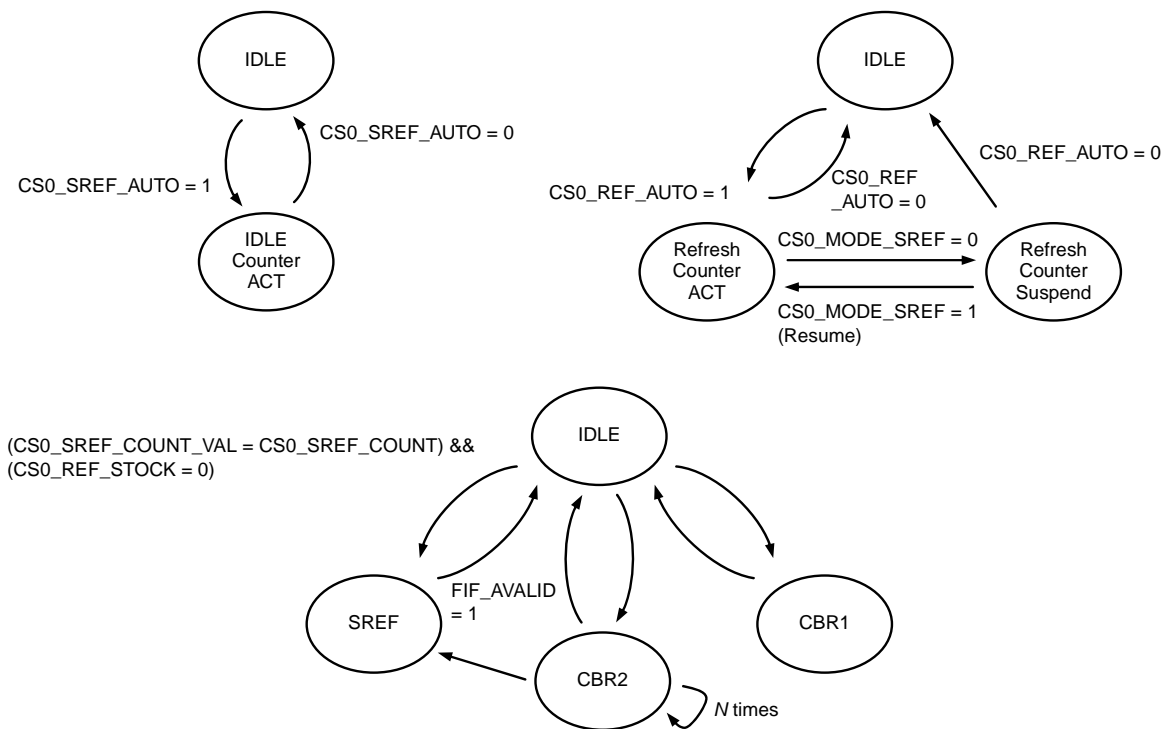 IDLE
CS0_SREF_AUTO = 0
CS0_SREF_AUTO = 1
IDLE
Counter
ACT
IDLE
CS0_REF_AUTO = 0
CS0_REF_AUTO = 1
CS0_REF
_AUTO = 0
Refresh
Counter
ACT
CS0_MODE_SREF = 0
Refresh
Counter
Suspend
CS0_MODE_SREF = 1
(Resume)
IDLE
(CS0_SREF_COUNT_VAL = CS0_SREF_COUNT) &&
(CS0_REF_STOCK = 0)
FIF_AVALID
= 1
SREF
CBR1
CBR2
N times